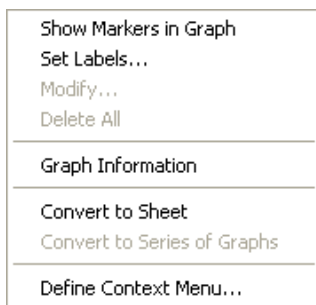 Show Markers in Graph
Set Labels...
Modify...
Delete All
Graph Information
Convert to Sheet
Convert to Series of Graphs
Define Context Menu...